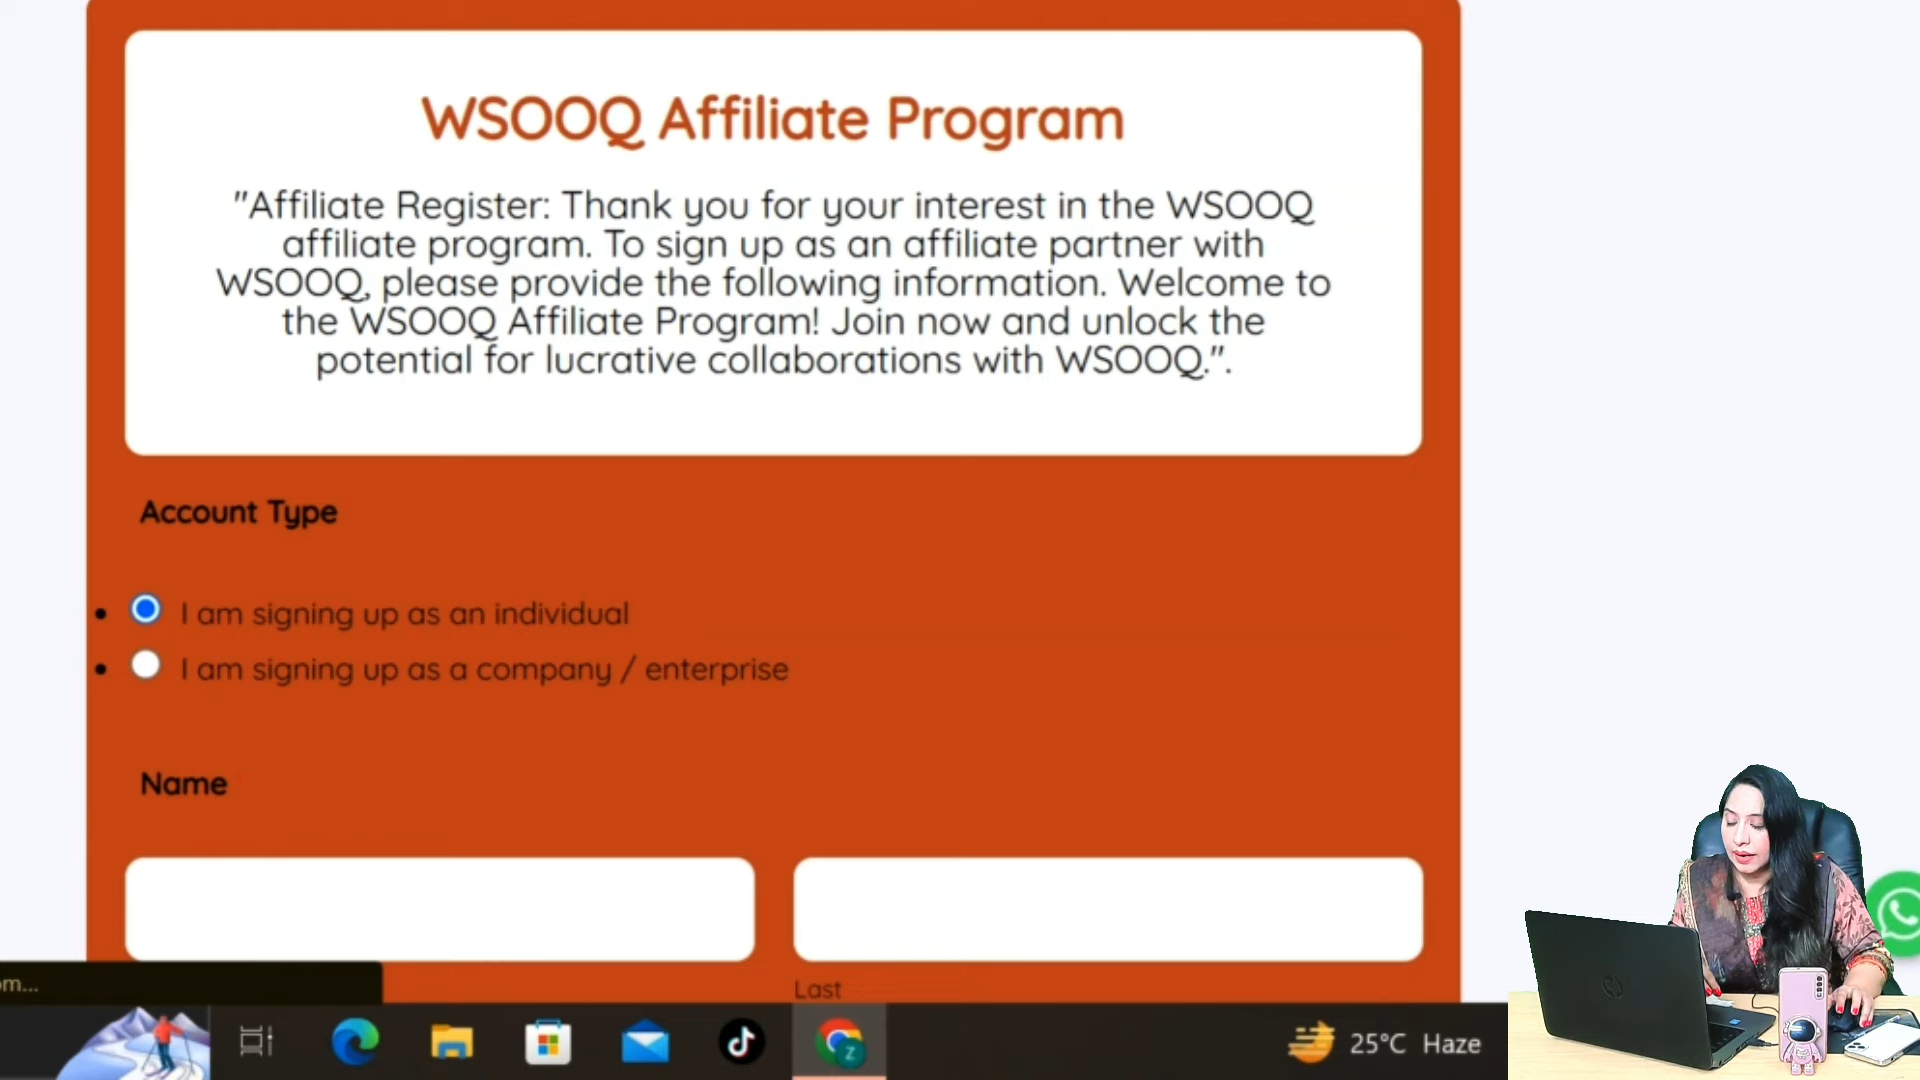 WSOOQ Affiliate Program
"Affiliate Register: Thank you for your interest in the WSOOQ
affiliate program. To sign up as an affiliate partner with
WSOOQ, please provide the following information. Welcome to
the WSOOQ Affiliate Program! Join now and unlock the
potential for lucrative collaborations with WSOOQ.".
Account Type
I am signing up as an individual
I am signing up as a company / enterprise
Name
Last
om...
Z
25°C Haze